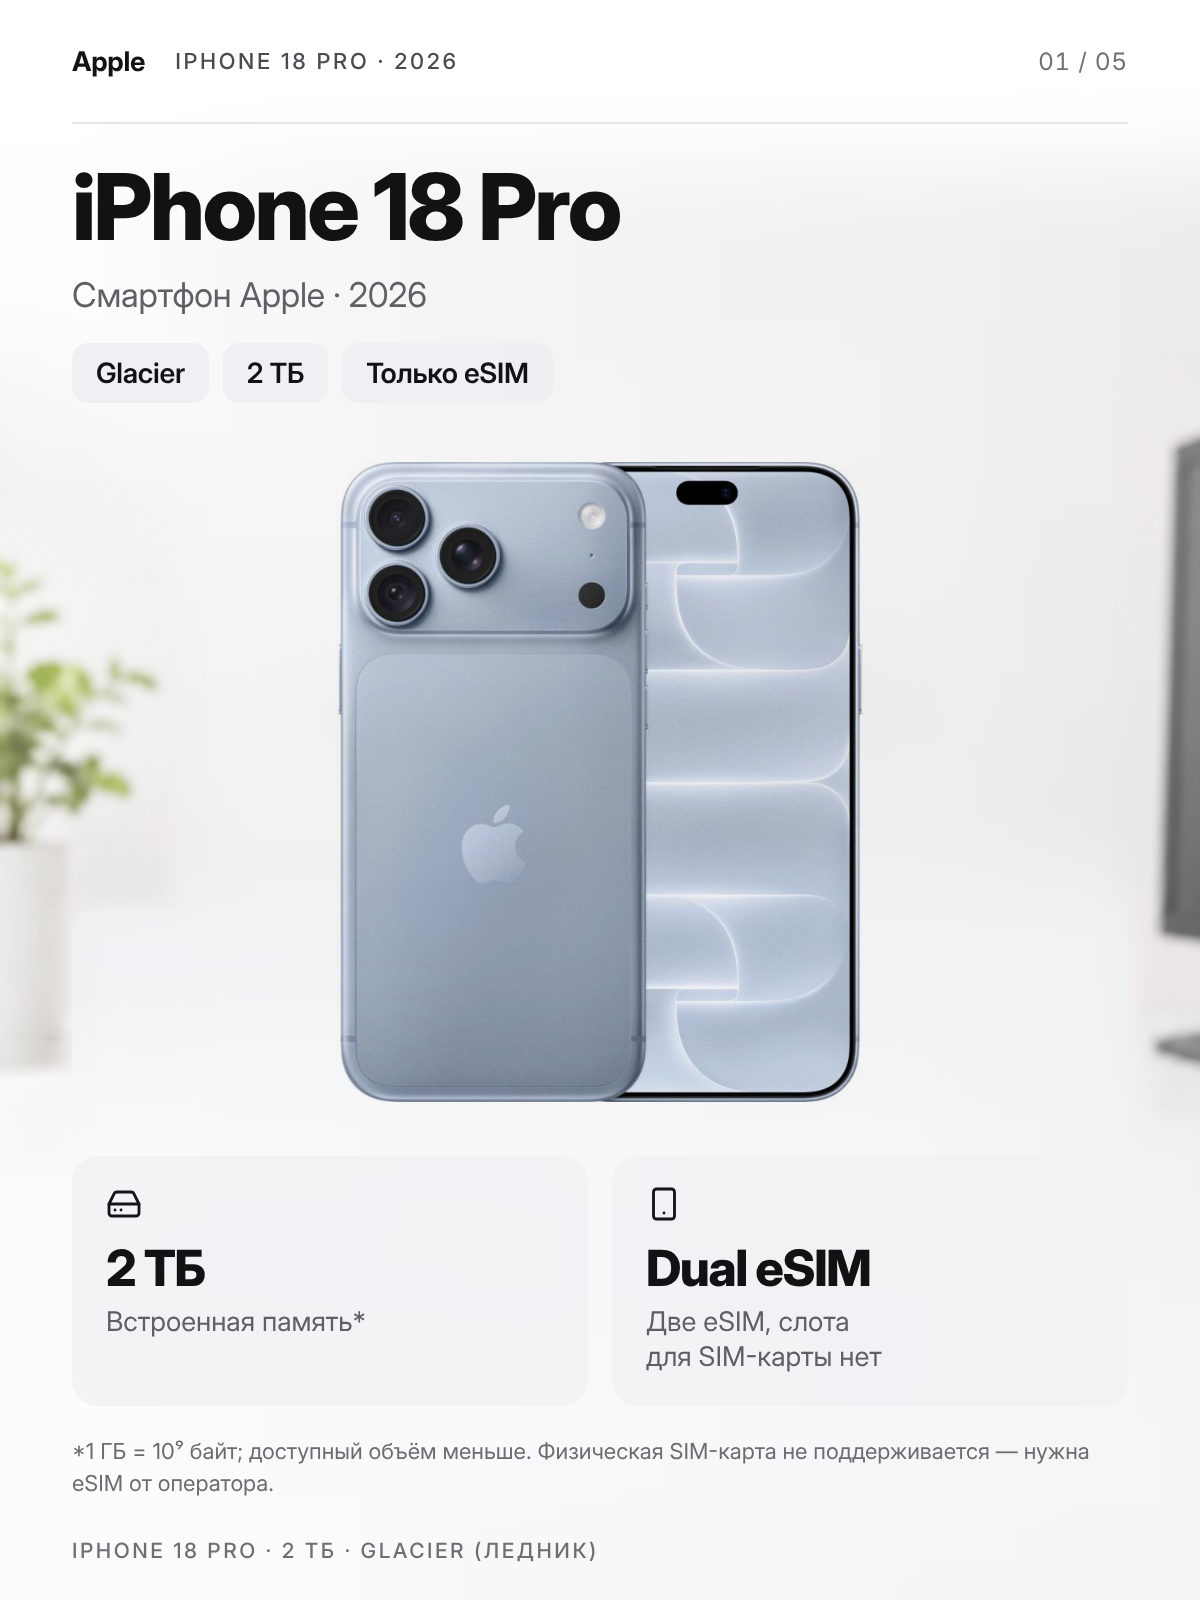 Apple IPHONE 18 PRO · 2026 01 / 05
iPhone 18 Pro
Смартфон Apple · 2026
Glacier 2 ТБ Только eSIM
2 ТБ
Встроенная память*
Dual eSIM
Две eSIM, слота
для SIM-карты нет
*1 ГБ = 10⁹ байт; доступный объём меньше. Физическая SIM-карта не поддерживается — нужна
eSIM от оператора.
IPHONE 18 PRO · 2 ТБ · GLACIER (ЛЕДНИК)